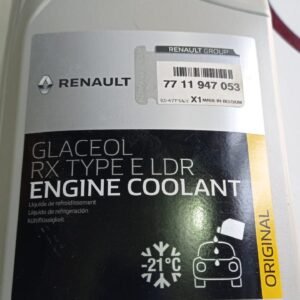 RENAULT GROUP
RENAULT
77 11 947 053
X1 MADE IN BELGIUM
GLACEOL
RX TYPE E LDR
ENGINE COOLANT
Liquide de refroidissement
Líquido de refrigeración
Kühlflüssigkeit
-21°C
ORIGINAL